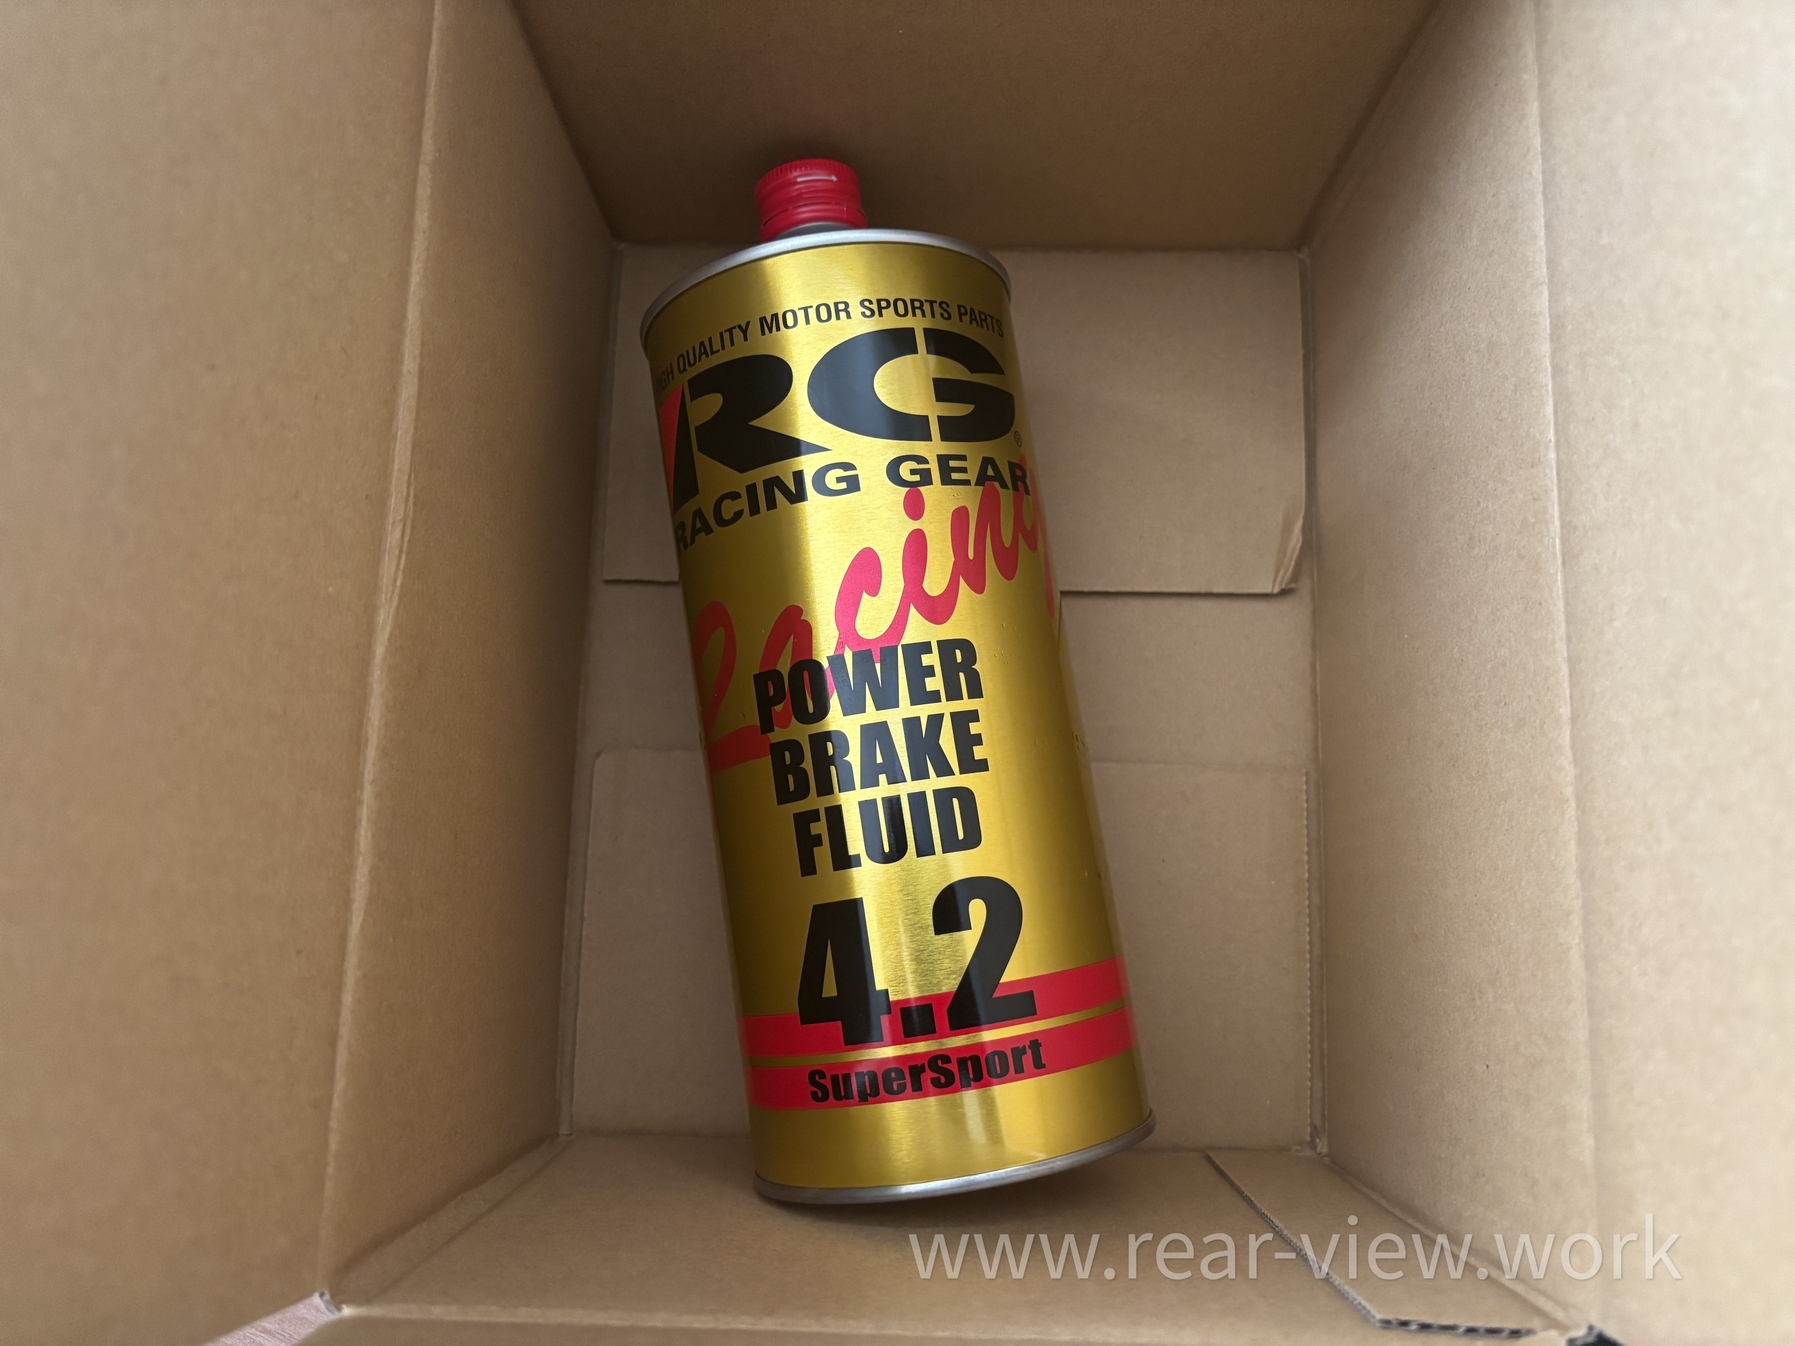 HIGH QUALITY MOTOR SPORTS PARTS
RG®
RACING GEAR
Racing
POWER
BRAKE
FLUID
4.2
SuperSport
www.rear-view.work